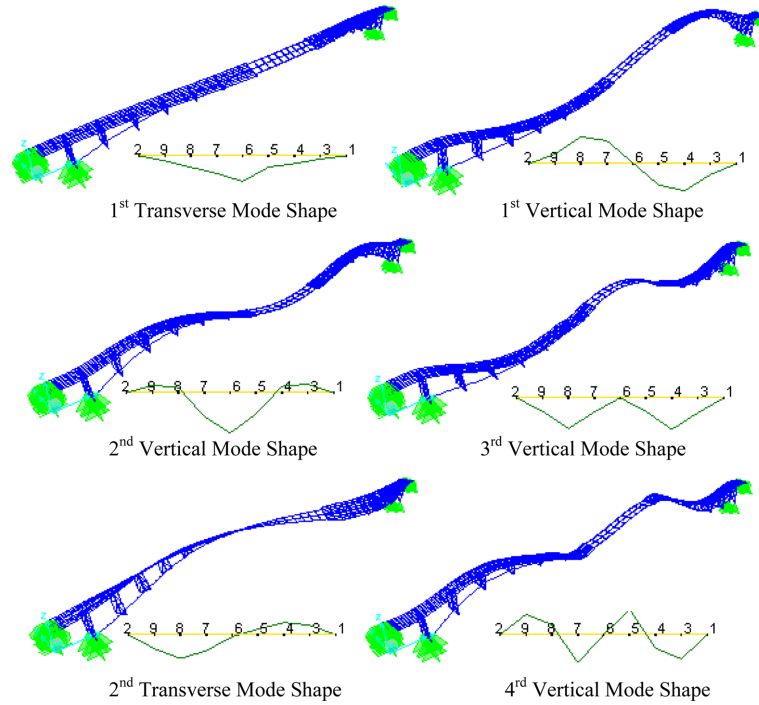 z
2 9 8 7 6 5 4 3 1
1st Transverse Mode Shape
z
2 9 8 7 6 5 4 3 1
1st Vertical Mode Shape
z
2 9 8 7 6 5 4 3 1
2nd Vertical Mode Shape
z
2 9 8 7 6 5 4 3 1
3rd Vertical Mode Shape
z
2 9 8 7 6 5 4 3 1
2nd Transverse Mode Shape
z
2 9 8 7 6 5 4 3 1
4rd Vertical Mode Shape